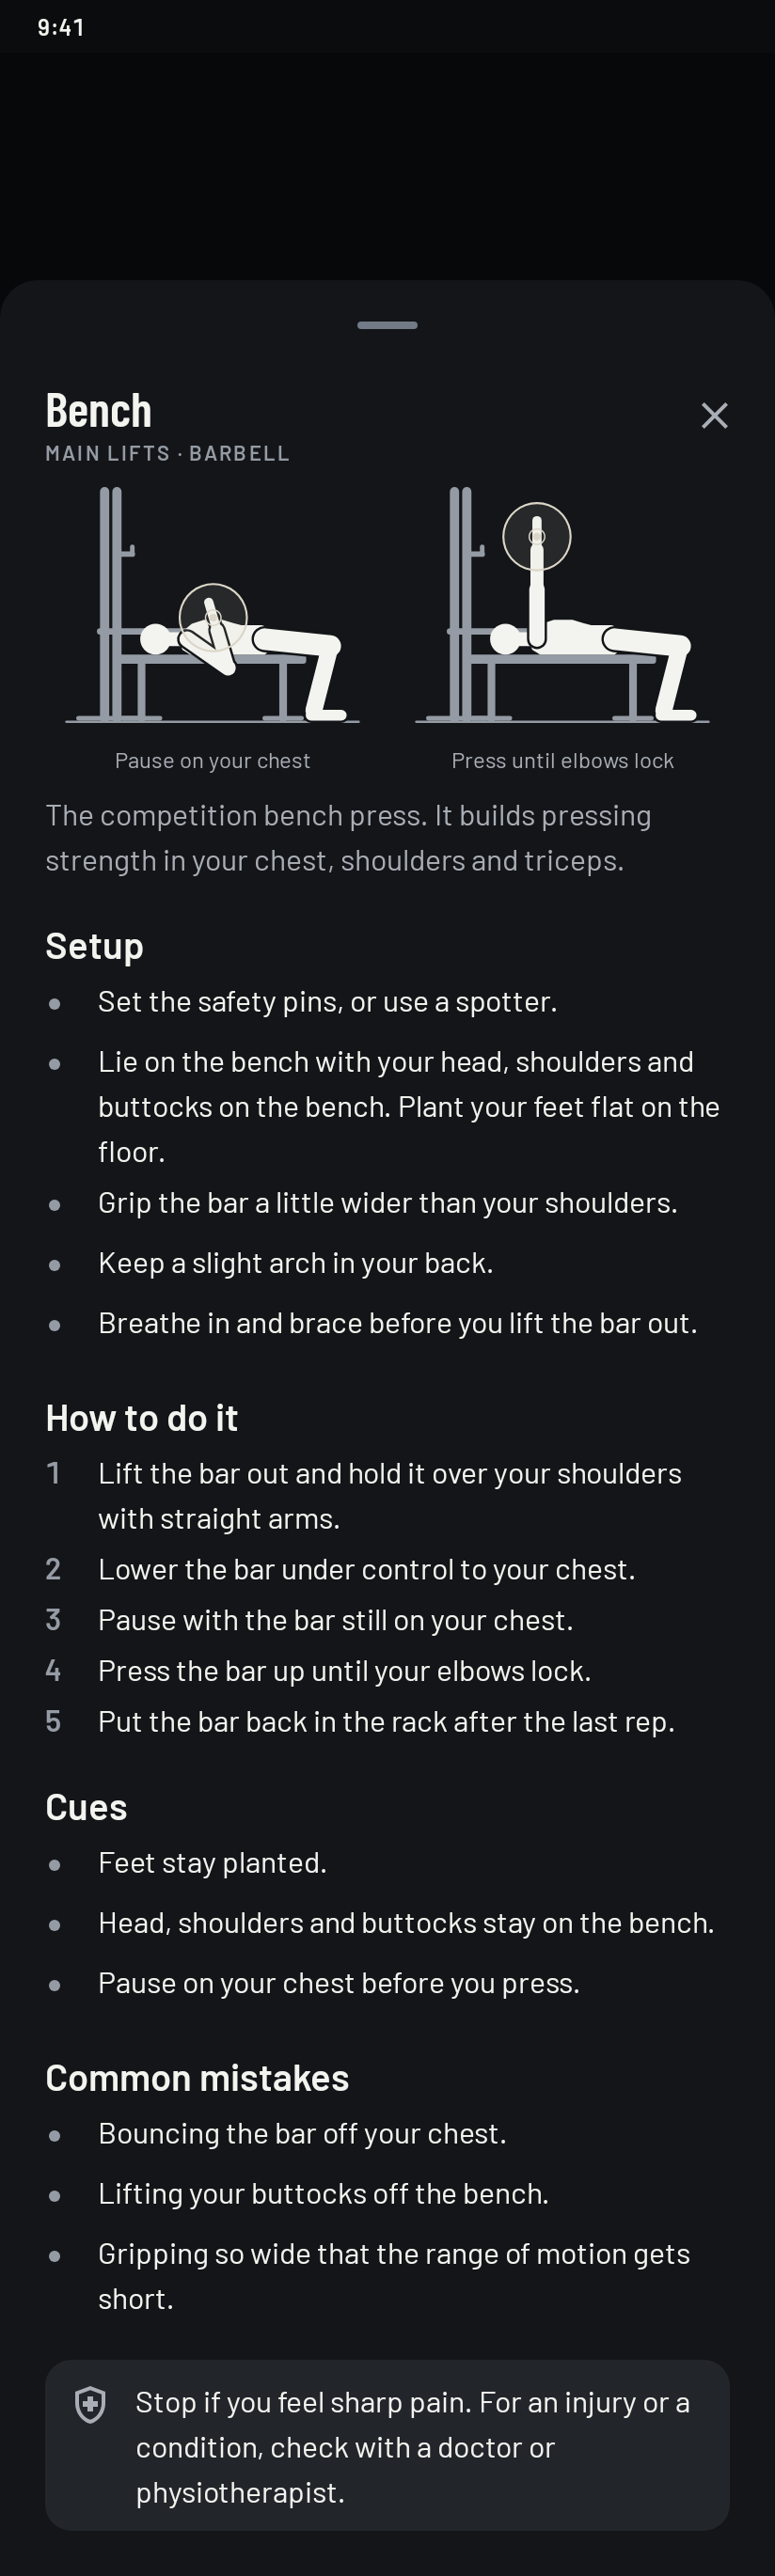 9:41
Bench
MAIN LIFTS · BARBELL
Pause on your chest
Press until elbows lock
The competition bench press. It builds pressing
strength in your chest, shoulders and triceps.
Setup
• Set the safety pins, or use a spotter.
• Lie on the bench with your head, shoulders and
buttocks on the bench. Plant your feet flat on the
floor.
• Grip the bar a little wider than your shoulders.
• Keep a slight arch in your back.
• Breathe in and brace before you lift the bar out.
How to do it
1 Lift the bar out and hold it over your shoulders
with straight arms.
2 Lower the bar under control to your chest.
3 Pause with the bar still on your chest.
4 Press the bar up until your elbows lock.
5 Put the bar back in the rack after the last rep.
Cues
• Feet stay planted.
• Head, shoulders and buttocks stay on the bench.
• Pause on your chest before you press.
Common mistakes
• Bouncing the bar off your chest.
• Lifting your buttocks off the bench.
• Gripping so wide that the range of motion gets
short.
Stop if you feel sharp pain. For an injury or a
condition, check with a doctor or
physiotherapist.